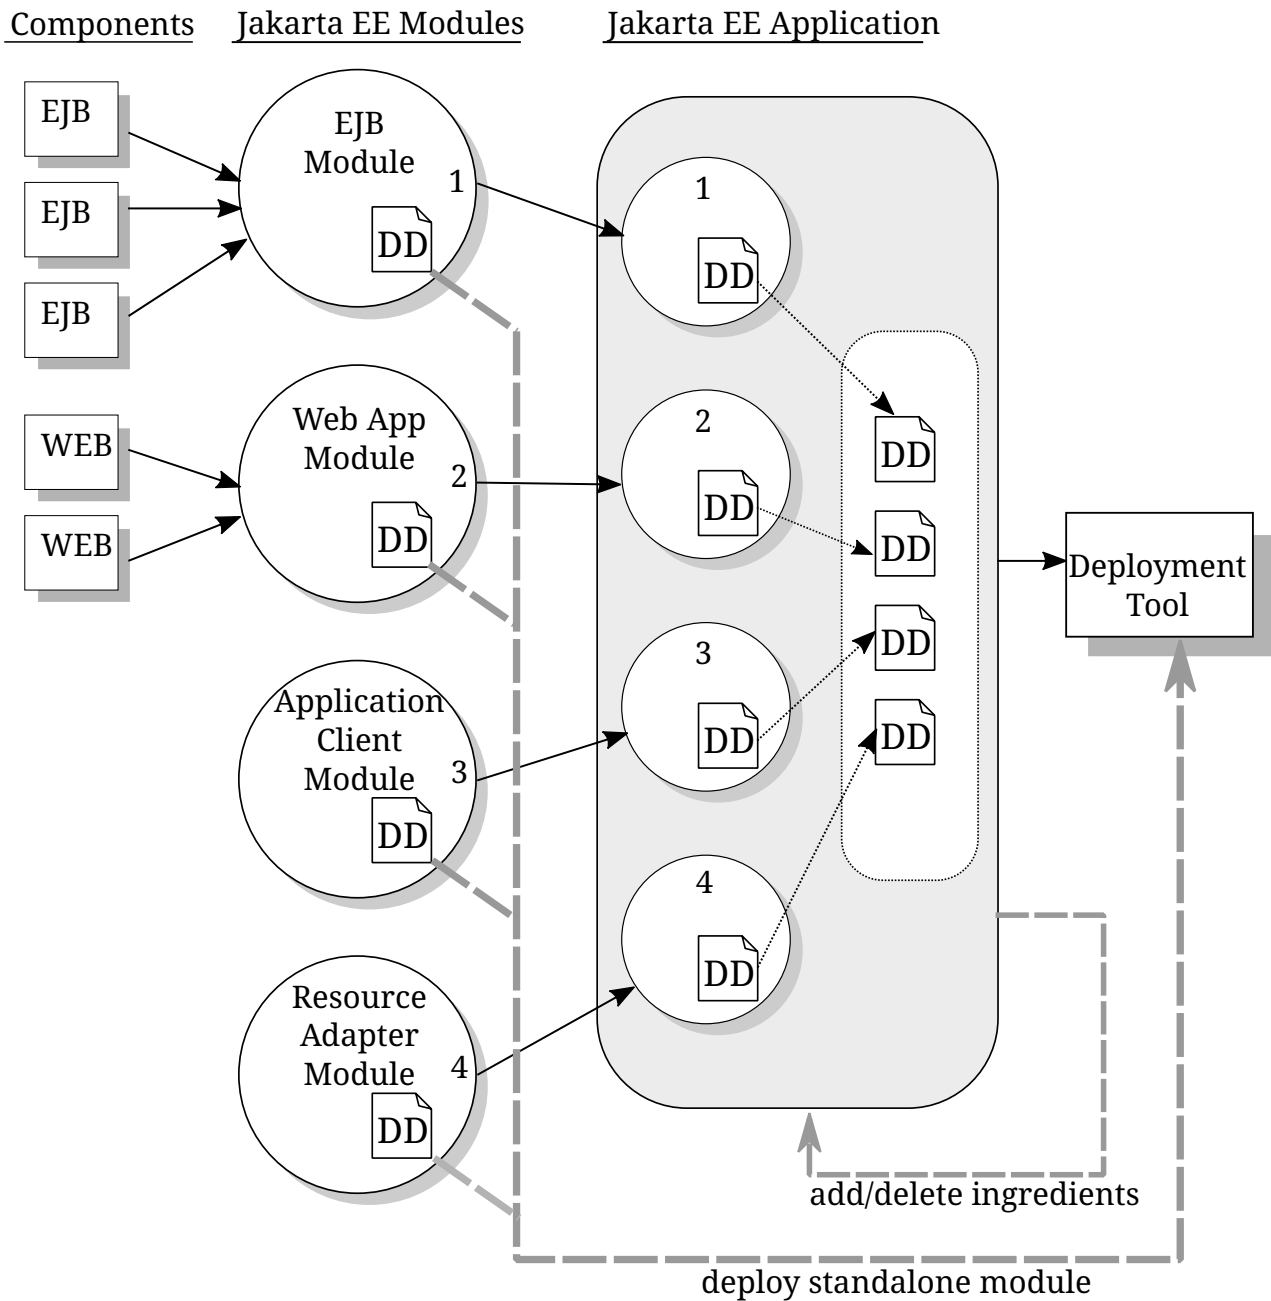 Components
Jakarta EE Modules
Jakarta EE Application
EJB
EJB
EJB
WEB
WEB
EJB
Module
1
DD
Web App
Module
2
DD
Application
Client
Module
3
DD
Resource
Adapter
Module
4
DD
1
DD
2
DD
3
DD
4
DD
DD
DD
DD
DD
Deployment
Tool
add/delete ingredients
deploy standalone module